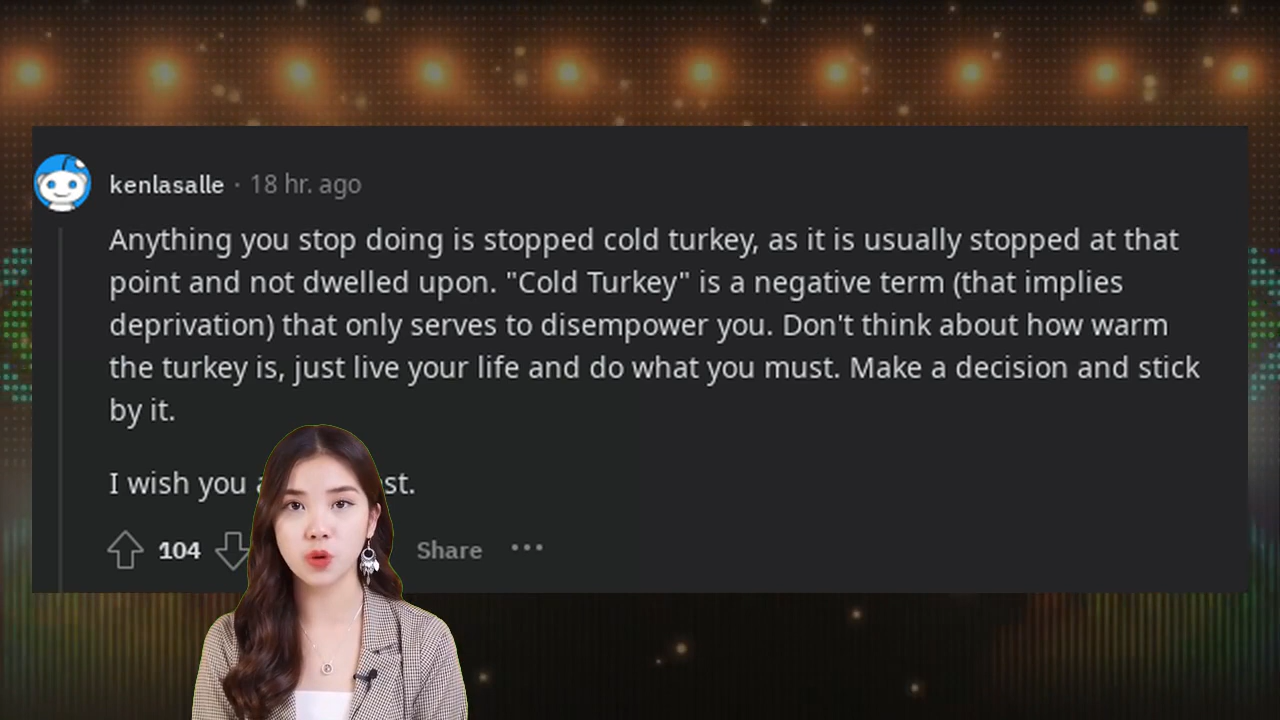 kenlasalle · 18 hr. ago
Anything you stop doing is stopped cold turkey, as it is usually stopped at that
point and not dwelled upon. "Cold Turkey" is a negative term (that implies
deprivation) that only serves to disempower you. Don't think about how warm
the turkey is, just live your life and do what you must. Make a decision and stick
by it.
I wish you
104 Share ...